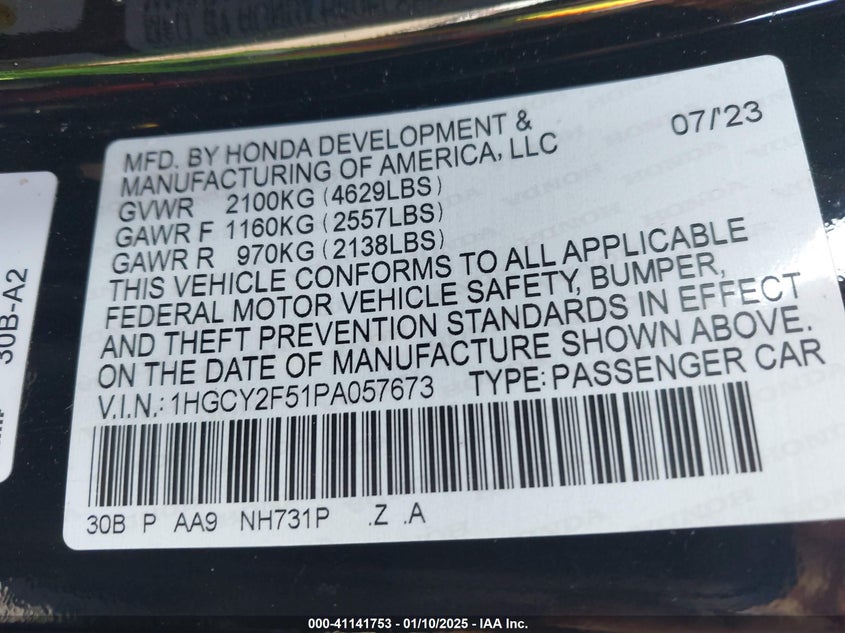 MFD. BY HONDA DEVELOPMENT & 07/'23
MANUFACTURING OF AMERICA, LLC
GVWR 2100KG (4629LBS)
GAWR F 1160KG (2557LBS)
GAWR R 970KG (2138LBS)
THIS VEHICLE CONFORMS TO ALL APPLICABLE
FEDERAL MOTOR VEHICLE SAFETY, BUMPER,
AND THEFT PREVENTION STANDARDS IN EFFECT
ON THE DATE OF MANUFACTURE SHOWN ABOVE.
V.I.N.: 1HGCY2F51PA057673 TYPE: PASSENGER CAR
30B P AA9 NH731P .Z .A
30B-A2
000-41141753 - 01/10/2025 - IAA Inc.